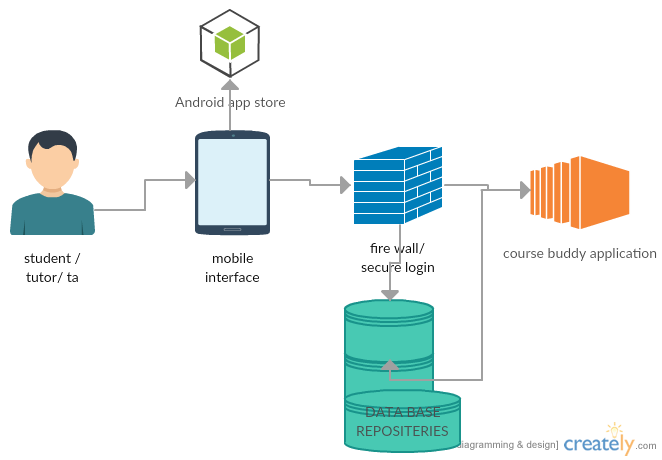 Android app store
student /
tutor/ ta
mobile
interface
fire wall/
secure login
course buddy application
DATA BASE
REPOSITERIES
diagramming & design]
creately.com